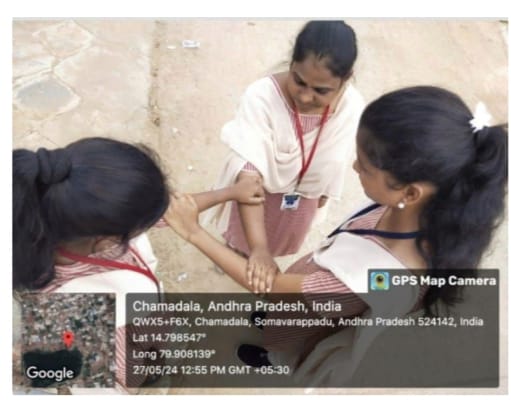 GPS Map Camera
Chamadala, Andhra Pradesh, India
QWX5+F6X, Chamadala, Somavarappadu, Andhra Pradesh 524142, India
Lat 14.798547°
Long 79.908139°
27/05/24 12:55 PM GMT +05:30
Google